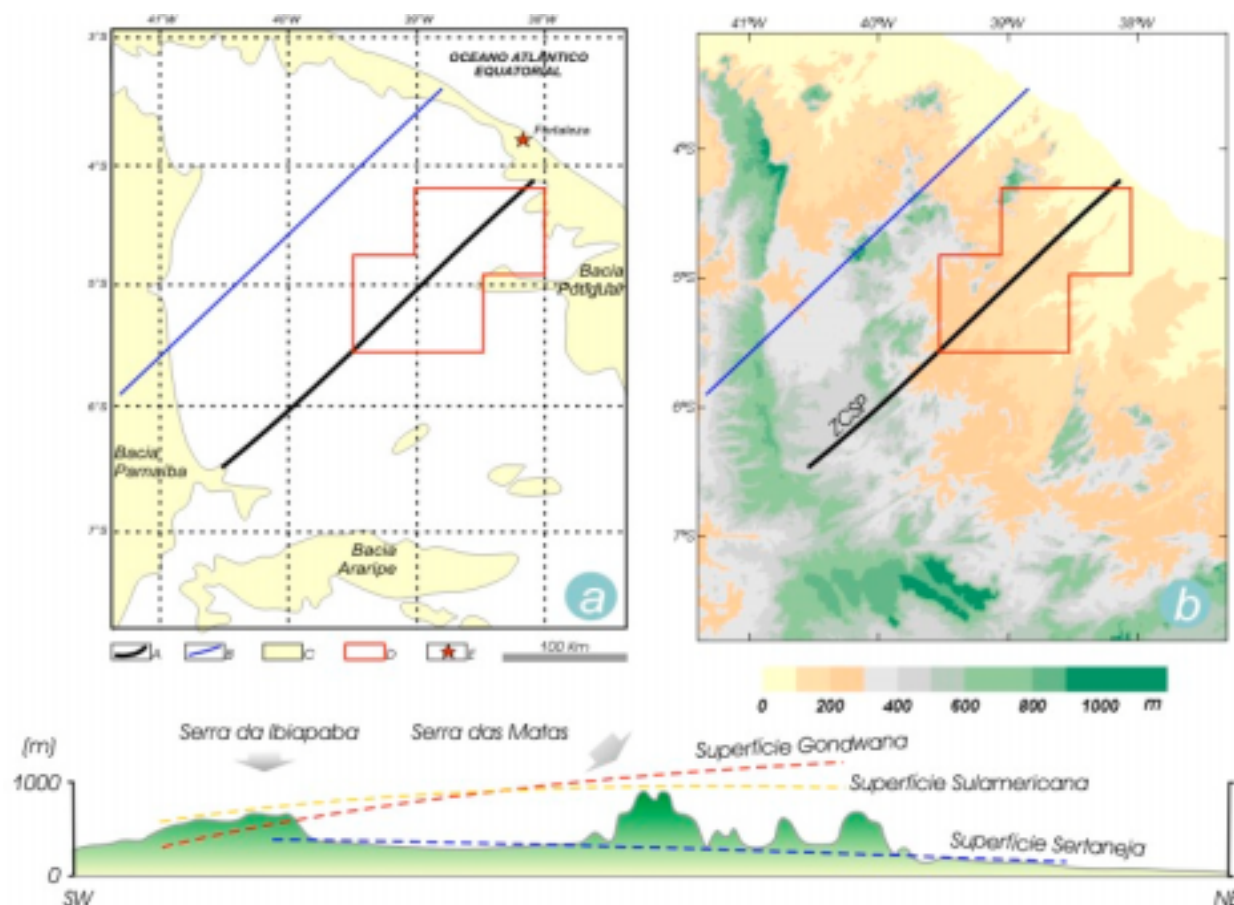 41°W 40°W 39°W 38°W
3°S
OCEANO ATLÂNTICO
EQUATORIAL
Fortaleza
4°S
5°S
Bacia
Potiguar
6°S
Bacia
Parnaíba
7°S
Bacia
Araripe
a
A B C D E 100 Km
41°W 40°W 39°W 38°W
4°S
5°S
6°S
ZCSP
7°S
b
0 200 400 600 800 1000 m
Serra da Ibiapaba Serra das Matas
(m)
Superfície Gondwana
1000
Superfície Sulamericana
Superfície Sertaneja
0
SW